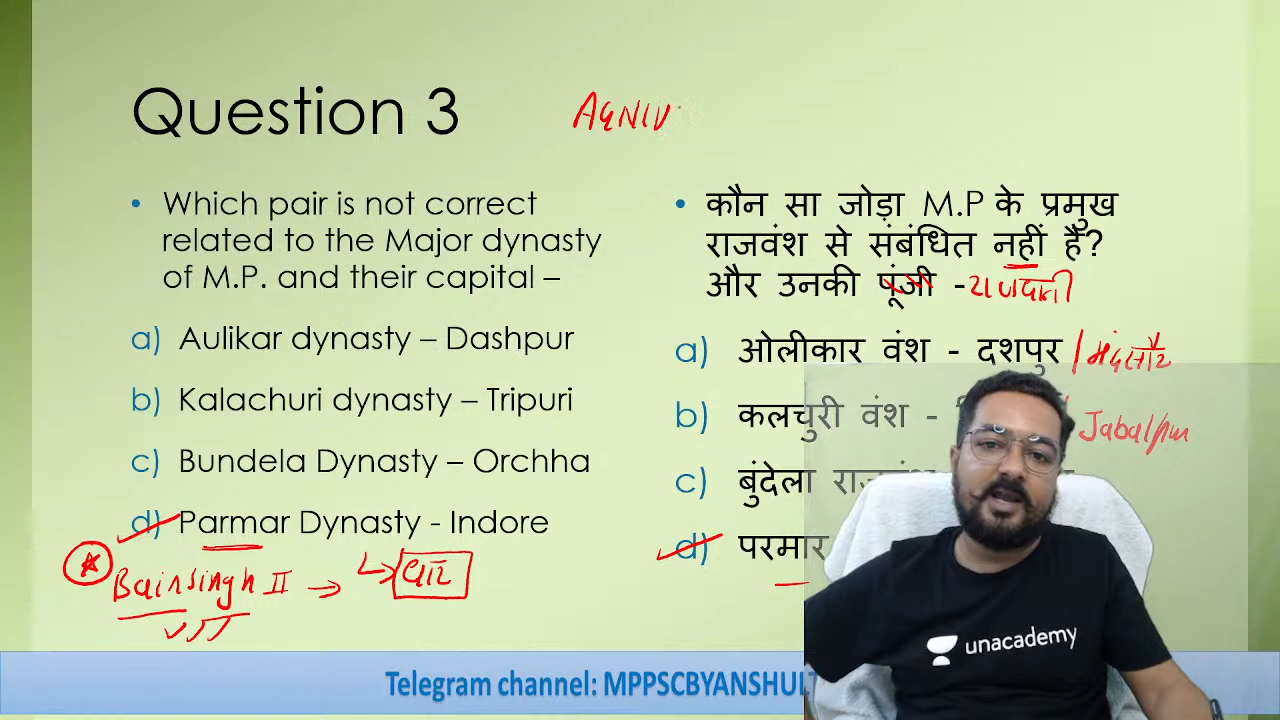 Question 3
AGNIV
• Which pair is not correct
related to the Major dynasty
of M.P. and their capital –
a) Aulikar dynasty – Dashpur
b) Kalachuri dynasty – Tripuri
c) Bundela Dynasty – Orchha
d) Parmar Dynasty - Indore
Bairisingh II → धार
• कौन सा जोड़ा M.P के प्रमुख
राजवंश से संबंधित नहीं है?
और उनकी पूंजी - राजधानी
a) ओलीकार वंश - दशपुर / मंदसौर
b) कलचुरी वंश - Jabalpur
c) बुंदेला
d) परमार
unacademy
Telegram channel: MPPSCBYANSHUL